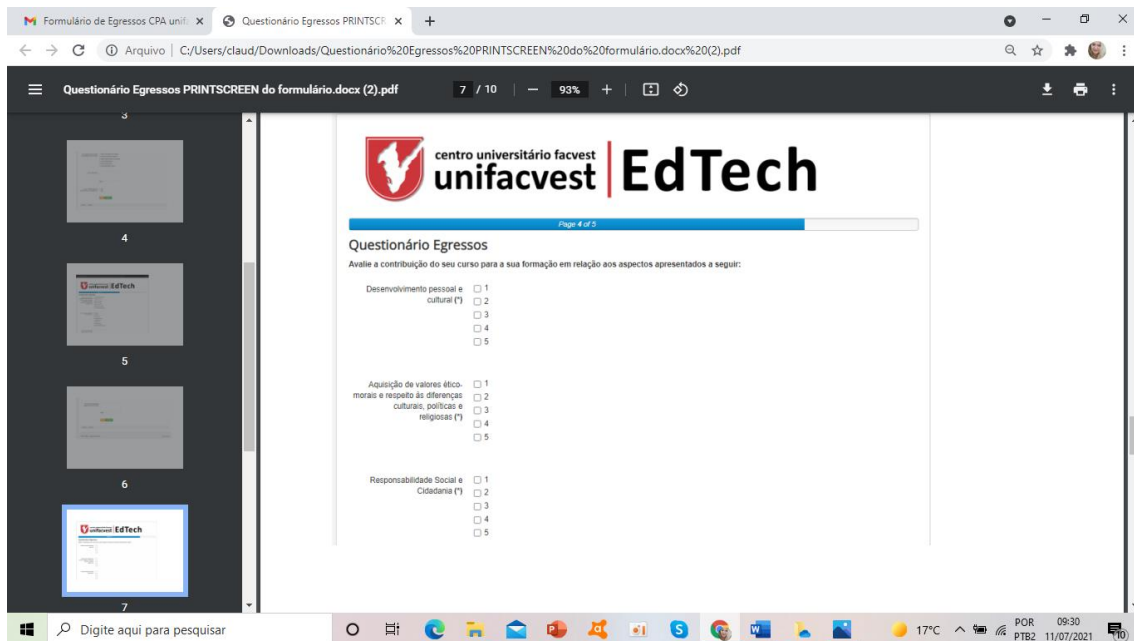 Formulário de Egressos CPA unif
Questionário Egressos PRINTSCR
Arquivo | C:/Users/claud/Downloads/Questionário%20Egressos%20PRINTSCREEN%20do%20formulário.docx%20(2).pdf
Questionário Egressos PRINTSCREEN do formulário.docx (2).pdf
7 / 10
93%
3
4
unifacvest EdTech
5
6
unifacvest EdTech
7
centro universitário facvest
unifacvest EdTech
Page 4 of 5
Questionário Egressos
Avalie a contribuição do seu curso para a sua formação em relação aos aspectos apresentados a seguir:
Desenvolvimento pessoal e
cultural (*)
1
2
3
4
5
Aquisição de valores ético-
morais e respeito às diferenças
culturais, políticas e
religiosas (*)
1
2
3
4
5
Responsabilidade Social e
Cidadania (*)
1
2
3
4
5
Digite aqui para pesquisar
17°C
POR
PTB2
09:30
11/07/2021